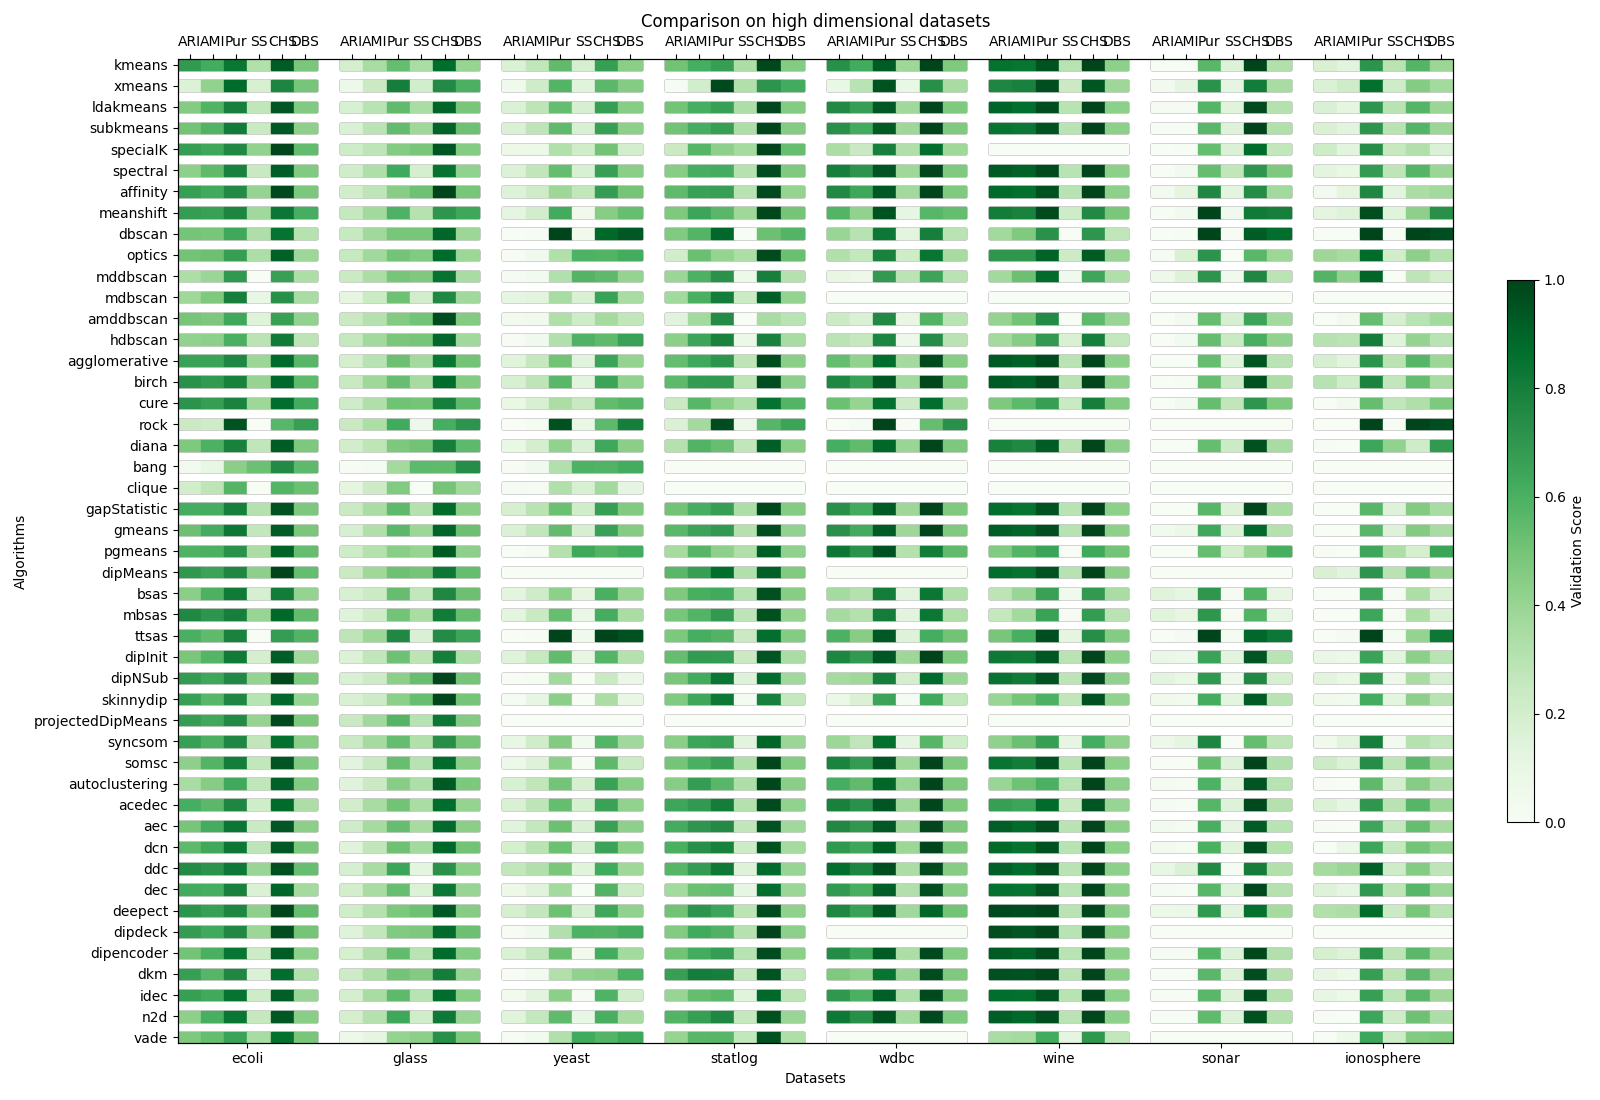 Comparison on high dimensional datasets
ARI AMI Pur SS CHS DBS ARI AMI Pur SS CHS DBS ARI AMI Pur SS CHS DBS ARI AMI Pur SS CHS DBS ARI AMI Pur SS CHS DBS ARI AMI Pur SS CHS DBS ARI AMI Pur SS CHS DBS ARI AMI Pur SS CHS DBS
kmeans
xmeans
ldakmeans
subkmeans
specialK
spectral
affinity
meanshift
dbscan
optics
mddbscan
mdbscan
amddbscan
hdbscan
agglomerative
birch
cure
rock
diana
bang
clique
gapStatistic
gmeans
pgmeans
dipMeans
bsas
mbsas
ttsas
dipInit
dipNSub
skinnydip
projectedDipMeans
syncsom
somsc
autoclustering
acedec
aec
dcn
ddc
dec
deepect
dipdeck
dipencoder
dkm
idec
n2d
vade
Algorithms
ecoli glass yeast statlog wdbc wine sonar ionosphere
Datasets
1.0
0.8
0.6
0.4
0.2
0.0
Validation Score